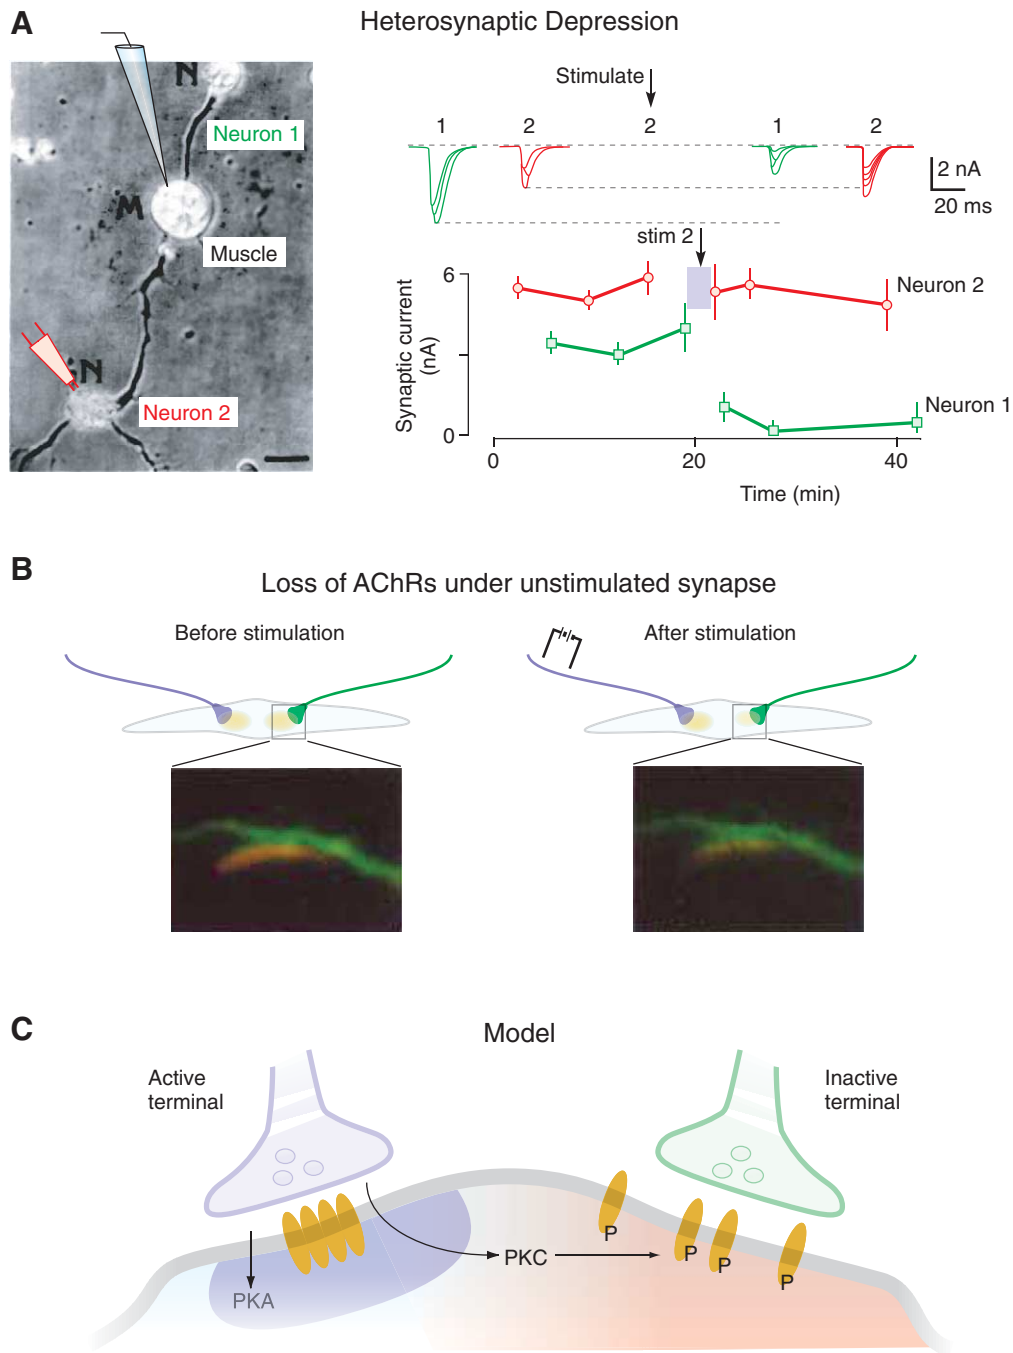 A
Heterosynaptic Depression
N
Neuron 1
M
Muscle
N
Neuron 2
Stimulate
1
2
2
1
2
2 nA
20 ms
stim 2
6
Synaptic current
(nA)
0
Neuron 2
Neuron 1
0
20
40
Time (min)
B
Loss of AChRs under unstimulated synapse
Before stimulation
After stimulation
C
Model
Active
terminal
Inactive
terminal
P
P
P
P
PKC
PKA